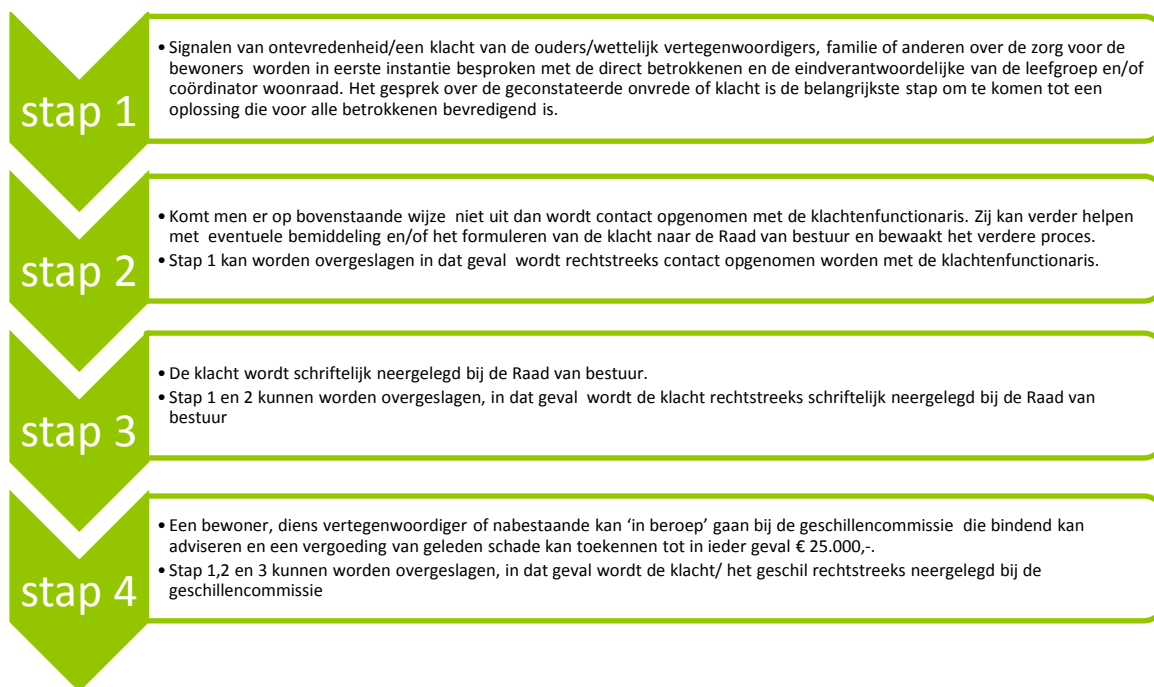 stap 1
• Signalen van ontevredenheid/een klacht van de ouders/wettelijk vertegenwoordigers, familie of anderen over de zorg voor de
bewoners worden in eerste instantie besproken met de direct betrokkenen en de eindverantwoordelijke van de leefgroep en/of
coördinator woonraad. Het gesprek over de geconstateerde onvrede of klacht is de belangrijkste stap om te komen tot een
oplossing die voor alle betrokkenen bevredigend is.
stap 2
• Komt men er op bovenstaande wijze niet uit dan wordt contact opgenomen met de klachtenfunctionaris. Zij kan verder helpen
met eventuele bemiddeling en/of het formuleren van de klacht naar de Raad van bestuur en bewaakt het verdere proces.
• Stap 1 kan worden overgeslagen in dat geval wordt rechtstreeks contact opgenomen worden met de klachtenfunctionaris.
stap 3
• De klacht wordt schriftelijk neergelegd bij de Raad van bestuur.
• Stap 1 en 2 kunnen worden overgeslagen, in dat geval wordt de klacht rechtstreeks schriftelijk neergelegd bij de Raad van
bestuur
stap 4
• Een bewoner, diens vertegenwoordiger of nabestaande kan ‘in beroep’ gaan bij de geschillencommissie die bindend kan
adviseren en een vergoeding van geleden schade kan toekennen tot in ieder geval € 25.000,-.
• Stap 1,2 en 3 kunnen worden overgeslagen, in dat geval wordt de klacht/ het geschil rechtstreeks neergelegd bij de
geschillencommissie